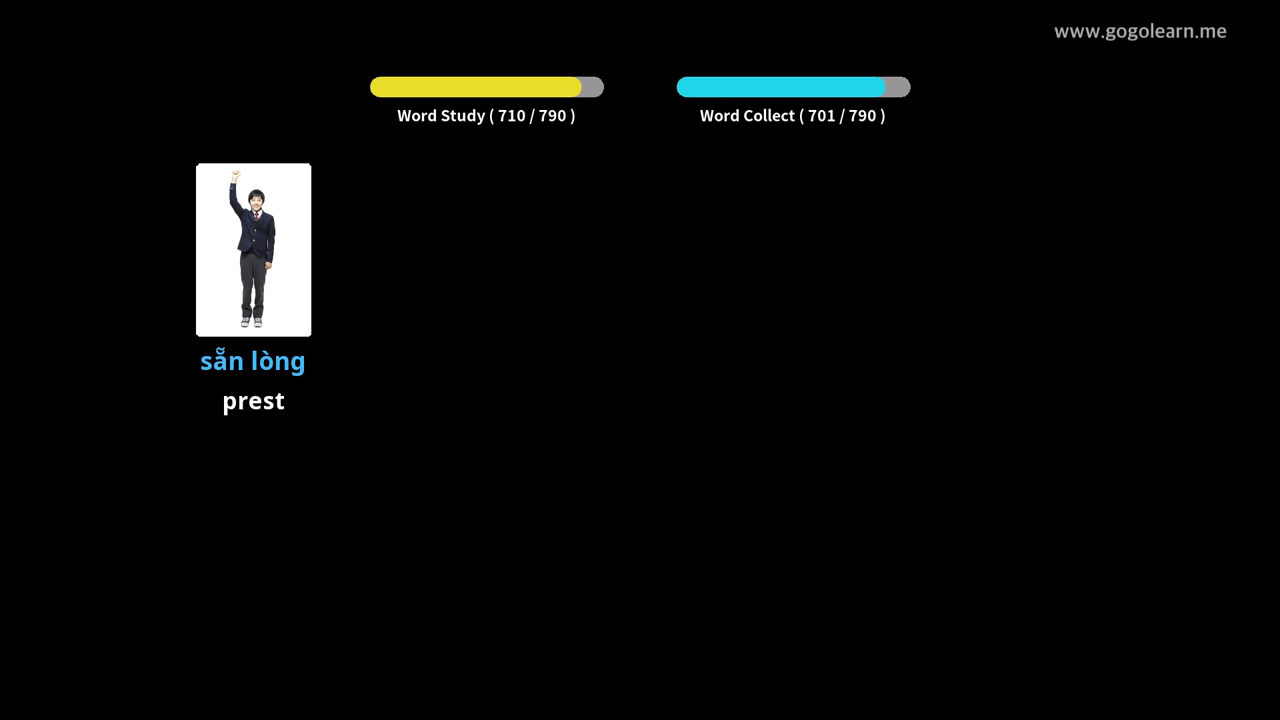 www.gogolearn.me
Word Study ( 710 / 790 )
Word Collect ( 701 / 790 )
sẵn lòng
prest